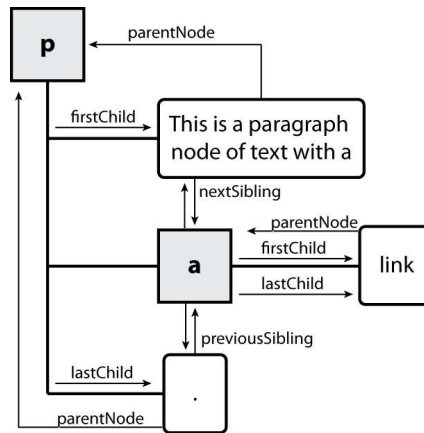 parentNode
p
firstChild
This is a paragraph
node of text with a
nextSibling
parentNode
firstChild
a
link
lastChild
previousSibling
lastChild
.
parentNode